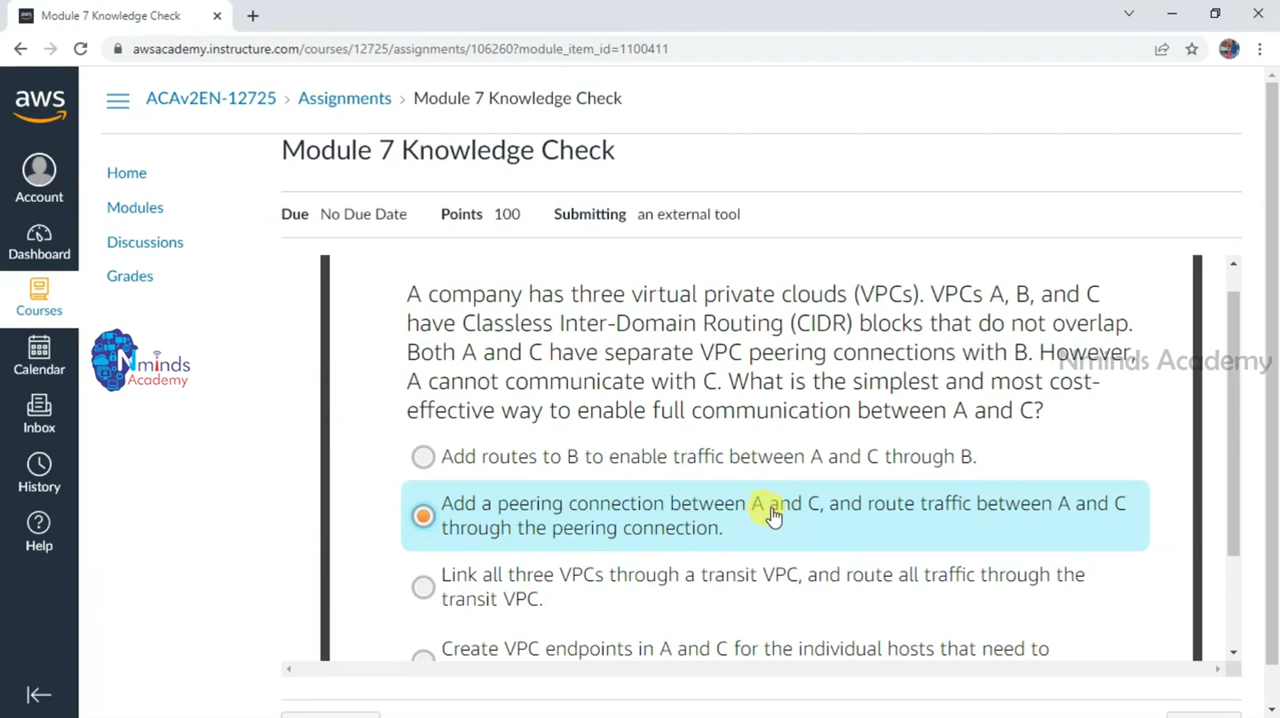 Module 7 Knowledge Check
awsacademy.instructure.com/courses/12725/assignments/106260?module_item_id=1100411
aws
Account
Dashboard
Courses
Calendar
Inbox
History
Help
ACAv2EN-12725 › Assignments › Module 7 Knowledge Check
Home
Modules
Discussions
Grades
Nminds
Academy
Module 7 Knowledge Check
Due No Due Date Points 100 Submitting an external tool
A company has three virtual private clouds (VPCs). VPCs A, B, and C
have Classless Inter-Domain Routing (CIDR) blocks that do not overlap.
Both A and C have separate VPC peering connections with B. However,
A cannot communicate with C. What is the simplest and most cost-
effective way to enable full communication between A and C?
Nminds Academy
Add routes to B to enable traffic between A and C through B.
Add a peering connection between A and C, and route traffic between A and C
through the peering connection.
Link all three VPCs through a transit VPC, and route all traffic through the
transit VPC.
Create VPC endpoints in A and C for the individual hosts that need to